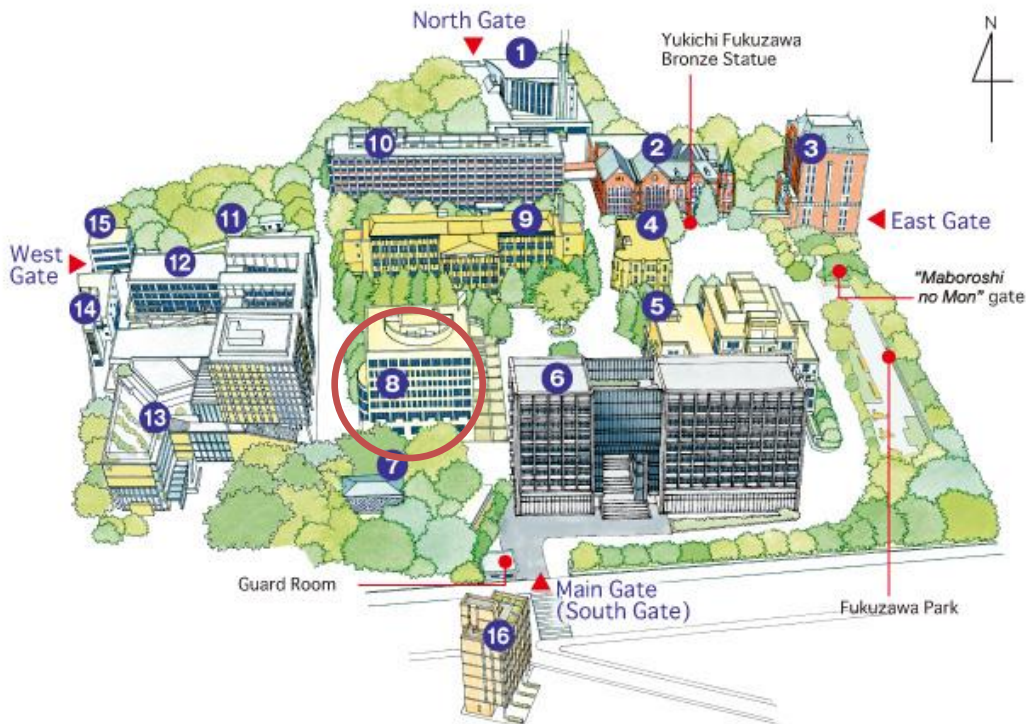 North Gate
1
Yukichi Fukuzawa
Bronze Statue
N
10
2
3
15
11
9
4
East Gate
West
Gate
12
"Maboroshi
no Mon" gate
14
5
8
6
13
7
Guard Room
Main Gate
(South Gate)
Fukuzawa Park
16